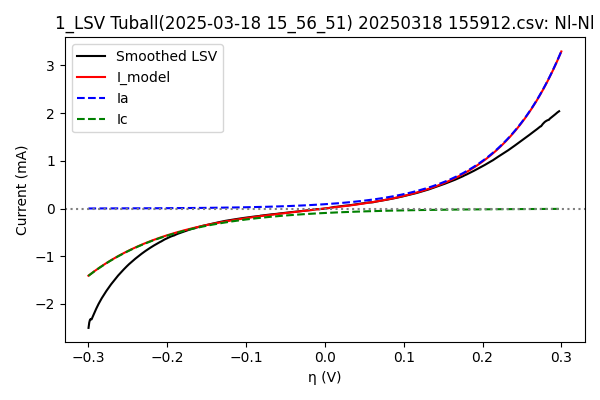 1_LSV Tuball(2025-03-18 15_56_51) 20250318 155912.csv: Nl-Nl
Smoothed LSV
I_model
Ia
Ic
Current (mA)
3
2
1
0
−1
−2
−0.3
−0.2
−0.1
0.0
0.1
0.2
0.3
η (V)